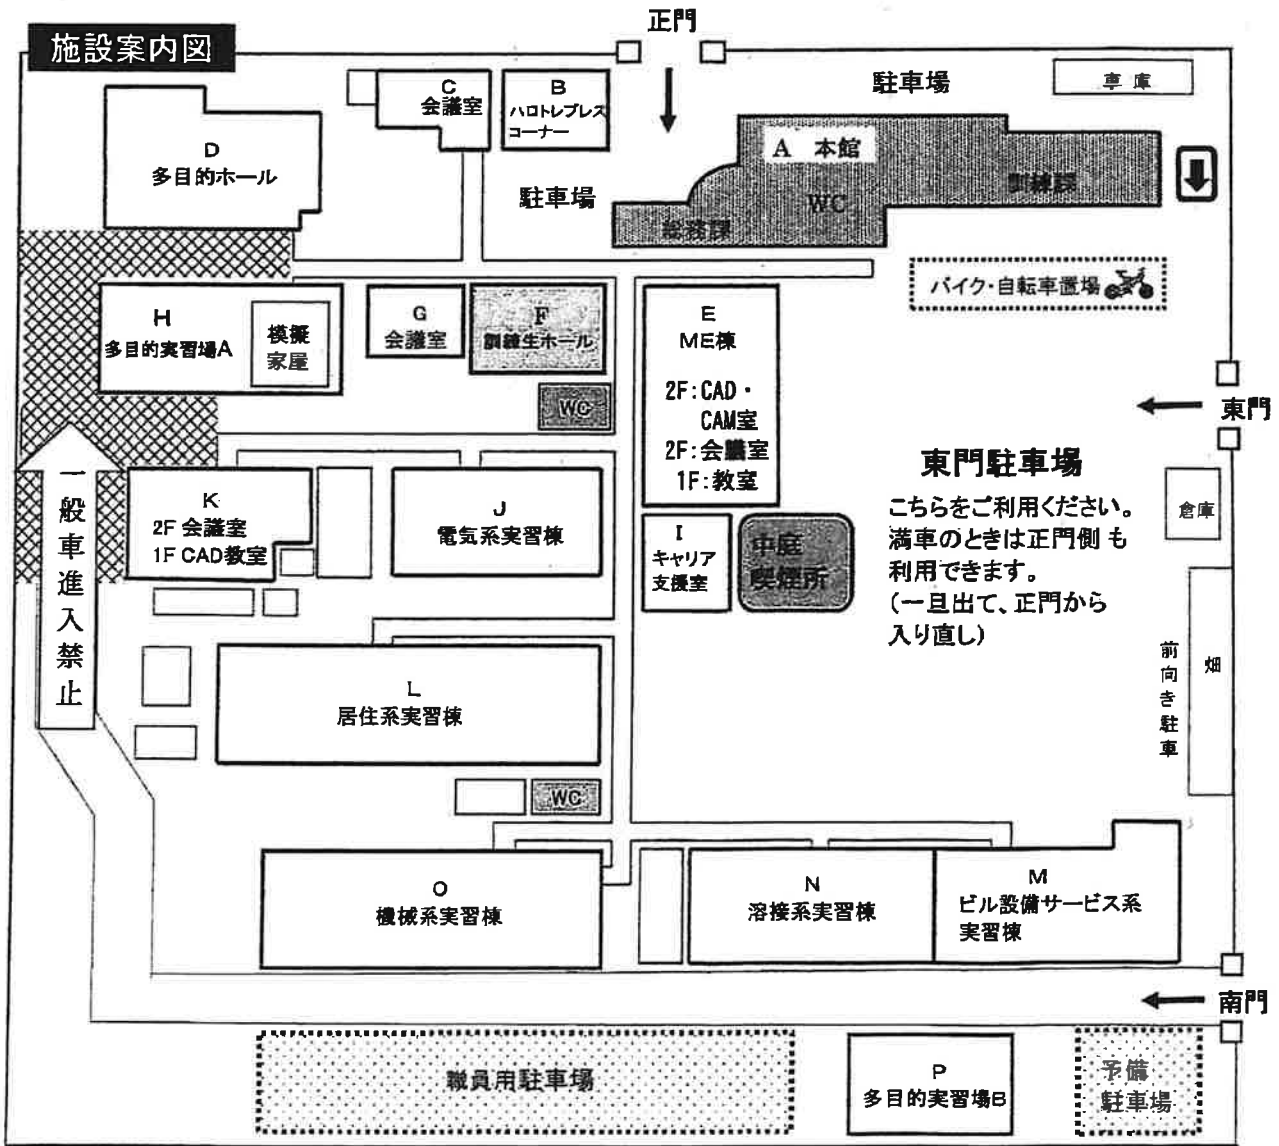 正門
施設案内図
C
会議室
B
ハロトレプレス
コーナー
駐車場
車庫
D
多目的ホール
A 本館
訓練課
WC
総務課
駐車場
バイク・自転車置場
H
多目的実習場A
模擬
家屋
G
会議室
F
訓練生ホール
WC
E
ME棟
2F:CAD・
CAM室
2F:会議室
1F:教室
東門
東門駐車場
こちらをご利用ください。
満車のときは正門側も
利用できます。
(一旦出て、正門から
入り直し)
倉庫
一般車進入禁止
K
2F 会議室
1F CAD教室
J
電気系実習棟
I
キャリア
支援室
中庭
喫煙所
前向き駐車
畑
L
居住系実習棟
WC
O
機械系実習棟
N
溶接系実習棟
M
ビル設備サービス系
実習棟
南門
職員用駐車場
P
多目的実習場B
予備
駐車場